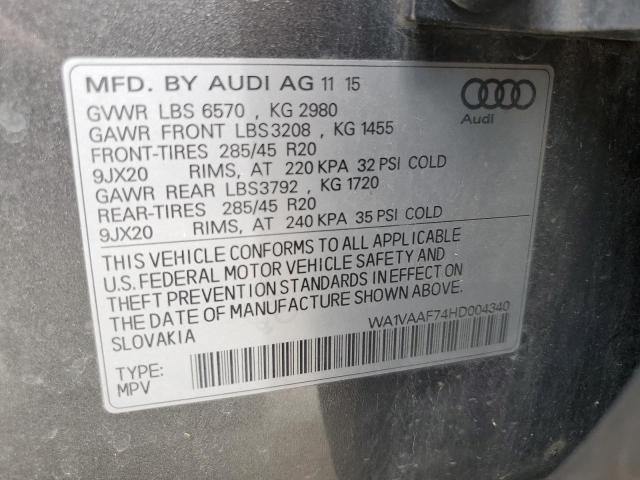 MFD. BY AUDI AG 11 15
Audi
GVWR LBS 6570 , KG 2980
GAWR FRONT LBS3208 , KG 1455
FRONT-TIRES 285/45 R20
9JX20 RIMS, AT 220 KPA 32 PSI COLD
GAWR REAR LBS3792 , KG 1720
REAR-TIRES 285/45 R20
9JX20 RIMS, AT 240 KPA 35 PSI COLD
THIS VEHICLE CONFORMS TO ALL APPLICABLE
U.S. FEDERAL MOTOR VEHICLE SAFETY AND
THEFT PREVENTION STANDARDS IN EFFECT ON
THE DATE OF MANUFACTURE SHOWN ABOVE.
SLOVAKIA
WA1VAAF74HD004340
TYPE:
MPV